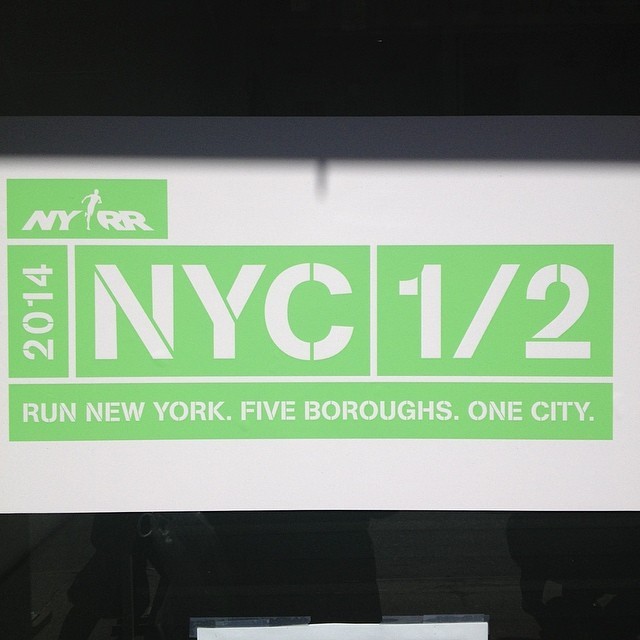 NYRR
2014
NYC 1/2
RUN NEW YORK. FIVE BOROUGHS. ONE CITY.